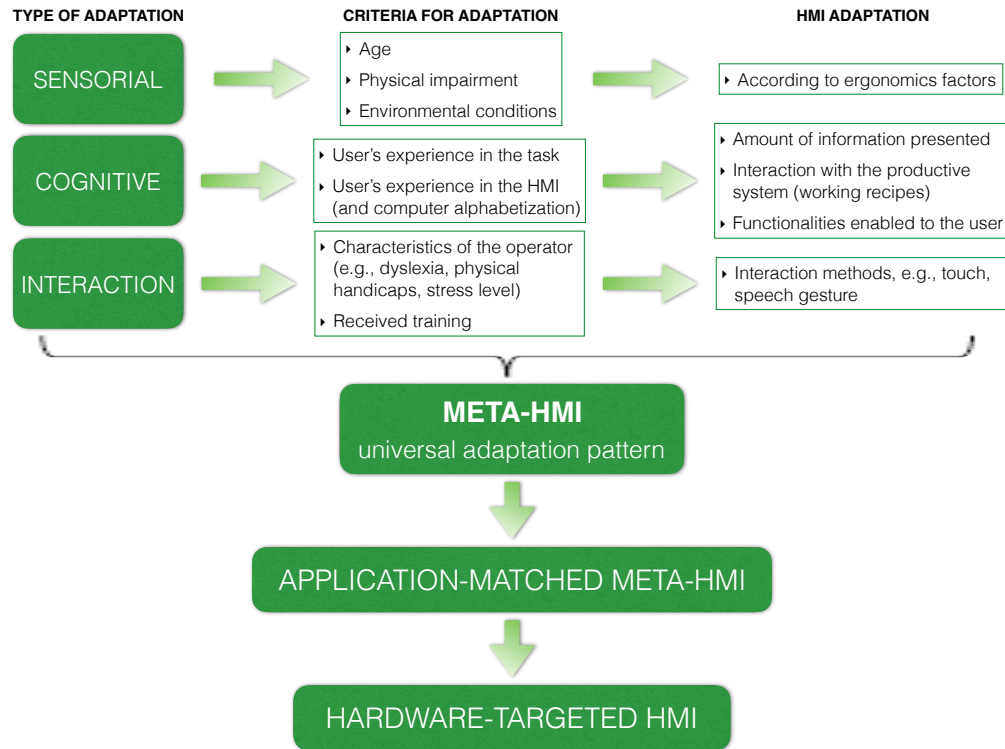 TYPE OF ADAPTATION
CRITERIA FOR ADAPTATION
HMI ADAPTATION
SENSORIAL
‣ Age
‣ Physical impairment
‣ Environmental conditions
‣ According to ergonomics factors
COGNITIVE
‣ User's experience in the task
‣ User's experience in the HMI
(and computer alphabetization)
‣ Amount of information presented
‣ Interaction with the productive
system (working recipes)
‣ Functionalities enabled to the user
INTERACTION
‣ Characteristics of the operator
(e.g., dyslexia, physical
handicaps, stress level)
‣ Received training
‣ Interaction methods, e.g., touch,
speech gesture
META-HMI
universal adaptation pattern
APPLICATION-MATCHED META-HMI
HARDWARE-TARGETED HMI